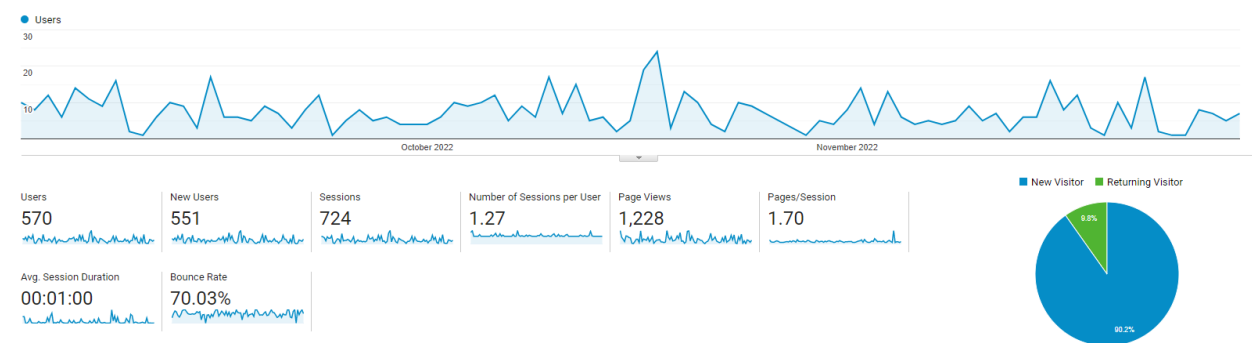 Users
30
20
10
October 2022
November 2022
New Visitor
Returning Visitor
Users
570
New Users
551
Sessions
724
Number of Sessions per User
1.27
Page Views
1,228
Pages/Session
1.70
Avg. Session Duration
00:01:00
Bounce Rate
70.03%
9.8%
90.2%